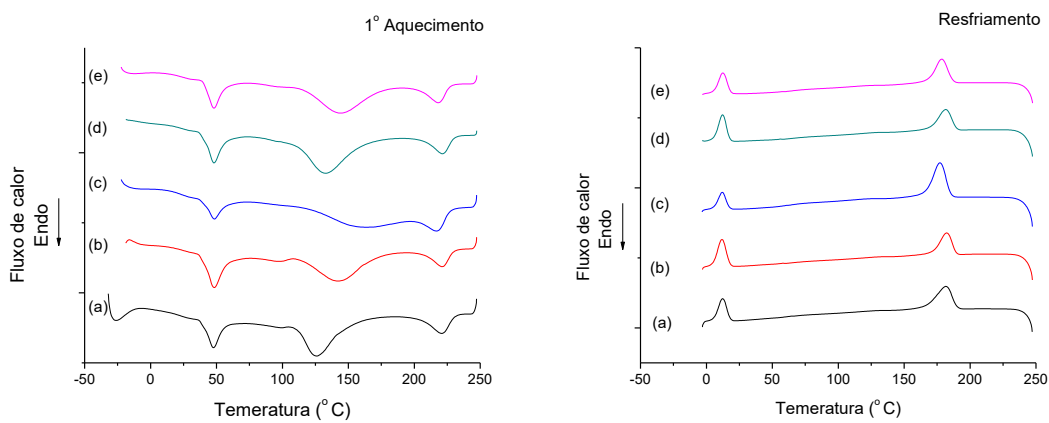 1° Aquecimento
(e)
(d)
(c)
(b)
(a)
Fluxo de calor
Endo
-50 0 50 100 150 200 250
Temeratura (°C)
Resfriamento
(e)
(d)
(c)
(b)
(a)
Fluxo de calor
Endo
-50 0 50 100 150 200 250
Temeratura (°C)